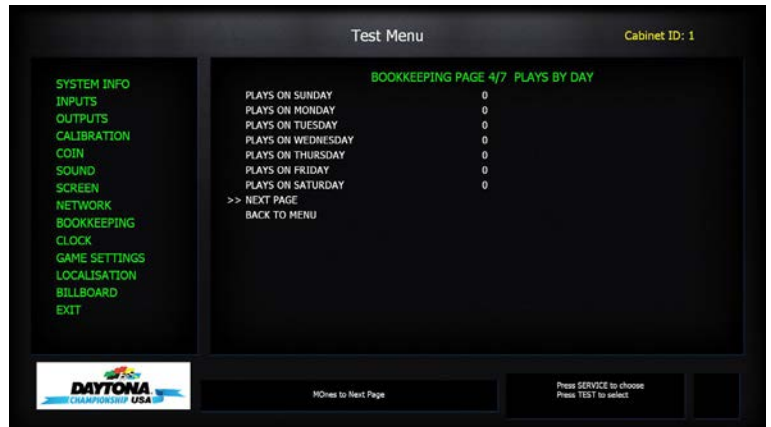 Test Menu
Cabinet ID: 1
SYSTEM INFO
INPUTS
OUTPUTS
CALIBRATION
COIN
SOUND
SCREEN
NETWORK
BOOKKEEPING
CLOCK
GAME SETTINGS
LOCALISATION
BILLBOARD
EXIT
BOOKKEEPING PAGE 4/7 PLAYS BY DAY
PLAYS ON SUNDAY 0
PLAYS ON MONDAY 0
PLAYS ON TUESDAY 0
PLAYS ON WEDNESDAY 0
PLAYS ON THURSDAY 0
PLAYS ON FRIDAY 0
PLAYS ON SATURDAY 0
>> NEXT PAGE
BACK TO MENU
DAYTONA
CHAMPIONSHIP USA
MOnes to Next Page
Press SERVICE to choose
Press TEST to select